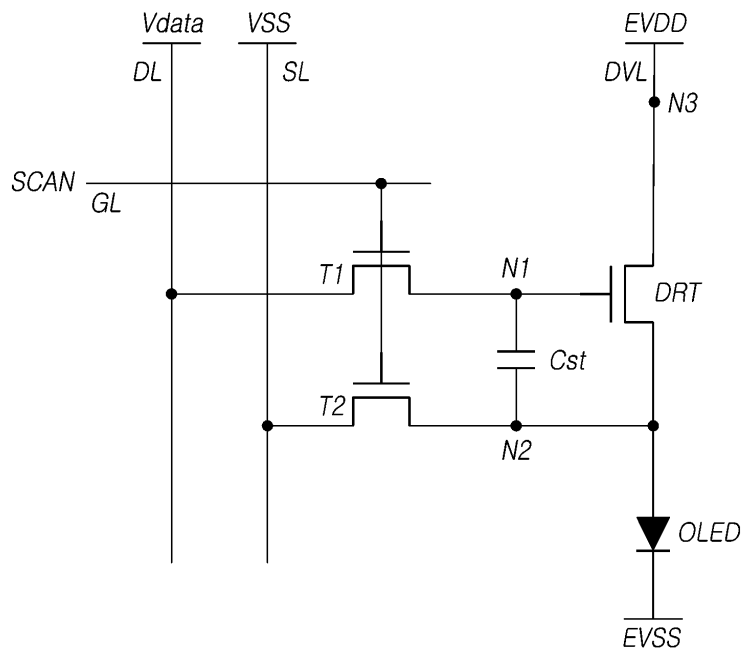 Vdata
VSS
EVDD
DL
SL
DVL
N3
SCAN
GL
T1
N1
DRT
Cst
T2
N2
OLED
EVSS